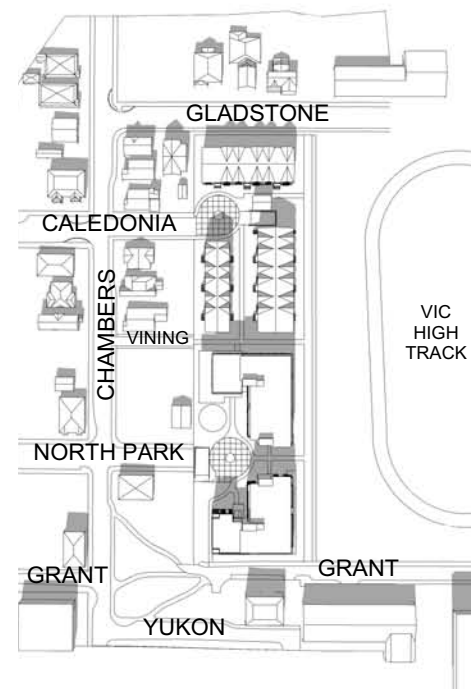 GLADSTONE
CALEDONIA
CHAMBERS
VINING
VIC
HIGH
TRACK
NORTH PARK
GRANT
GRANT
YUKON